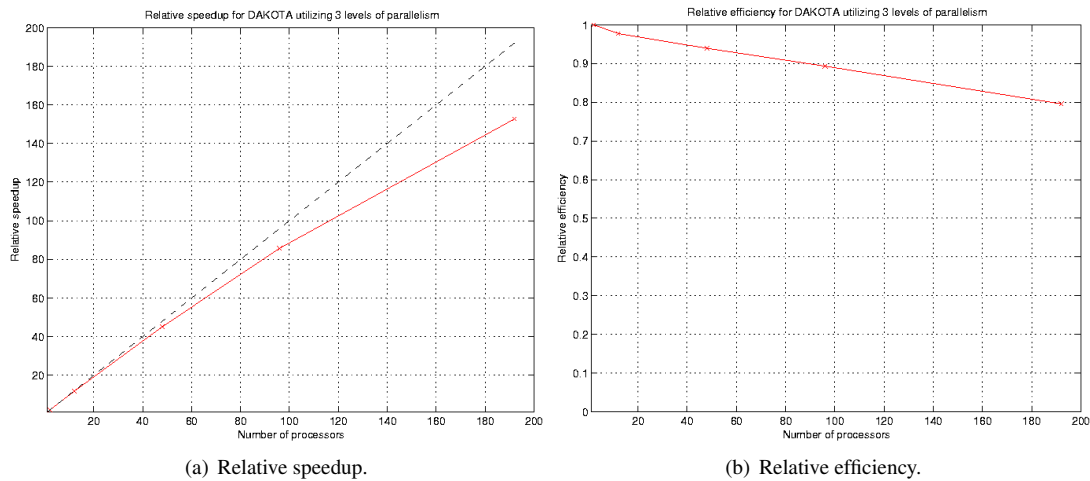 Relative speedup for DAKOTA utilizing 3 levels of parallelism
200
180
160
140
120
100
80
60
40
20
Relative speedup
20 40 60 80 100 120 140 160 180 200
Number of processors
(a) Relative speedup.
Relative efficiency for DAKOTA utilizing 3 levels of parallelism
1
0.9
0.8
0.7
0.6
0.5
0.4
0.3
0.2
0.1
0
Relative efficiency
20 40 60 80 100 120 140 160 180 200
Number of processors
(b) Relative efficiency.